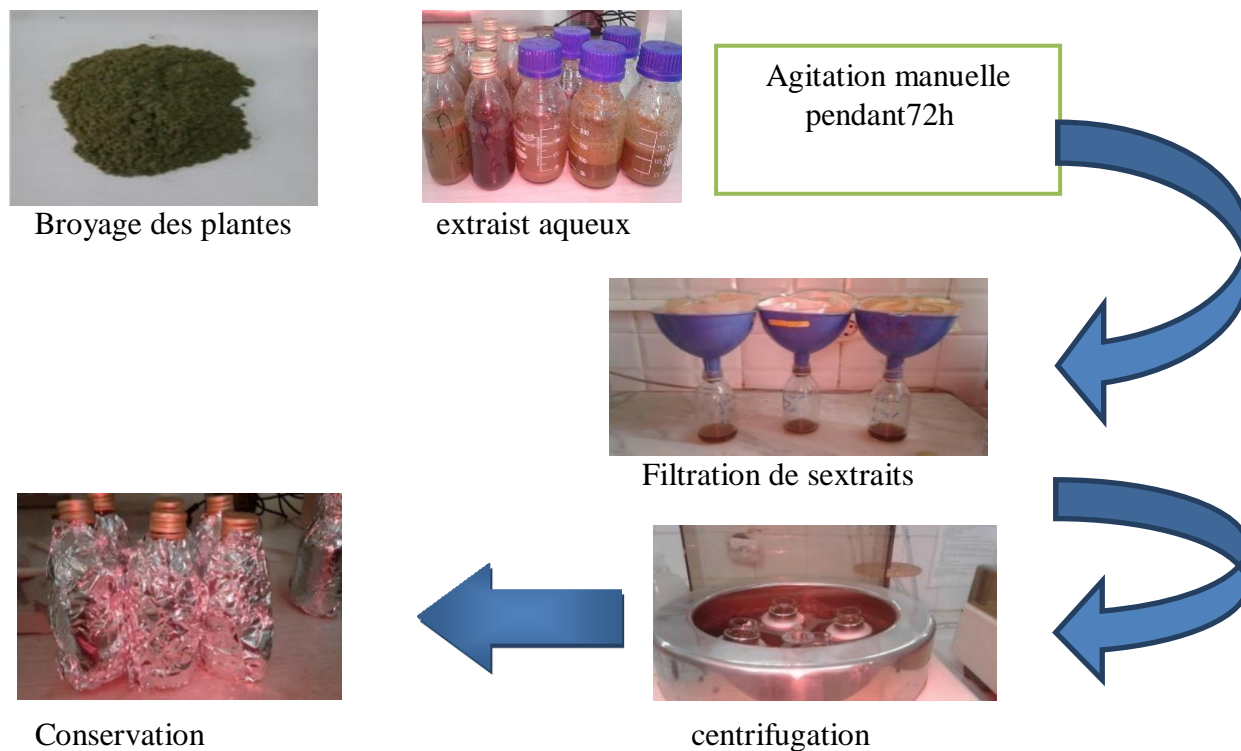 Agitation manuelle
pendant72h
Broyage des plantes
extraist aqueux
Filtration de sextraits
Conservation
centrifugation